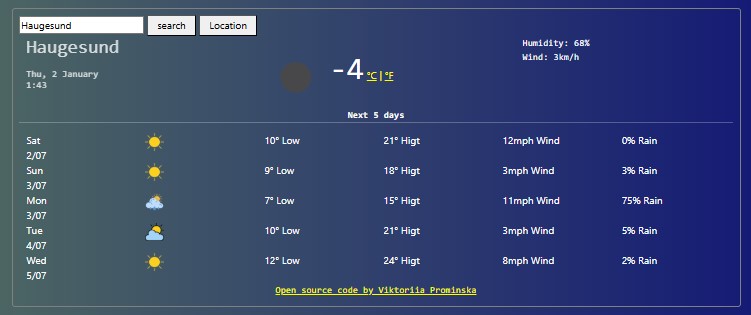 Haugesund search Location
Haugesund
Humidity: 68%
Wind: 3km/h
Thu, 2 January
1:43
-4 °C | °F
Next 5 days
Sat 10° Low 21° Higt 12mph Wind 0% Rain
2/07
Sun 9° Low 18° Higt 3mph Wind 3% Rain
3/07
Mon 7° Low 15° Higt 11mph Wind 75% Rain
3/07
Tue 10° Low 21° Higt 3mph Wind 5% Rain
4/07
Wed 12° Low 24° Higt 8mph Wind 2% Rain
5/07
Open source code by Viktoriia Prominska